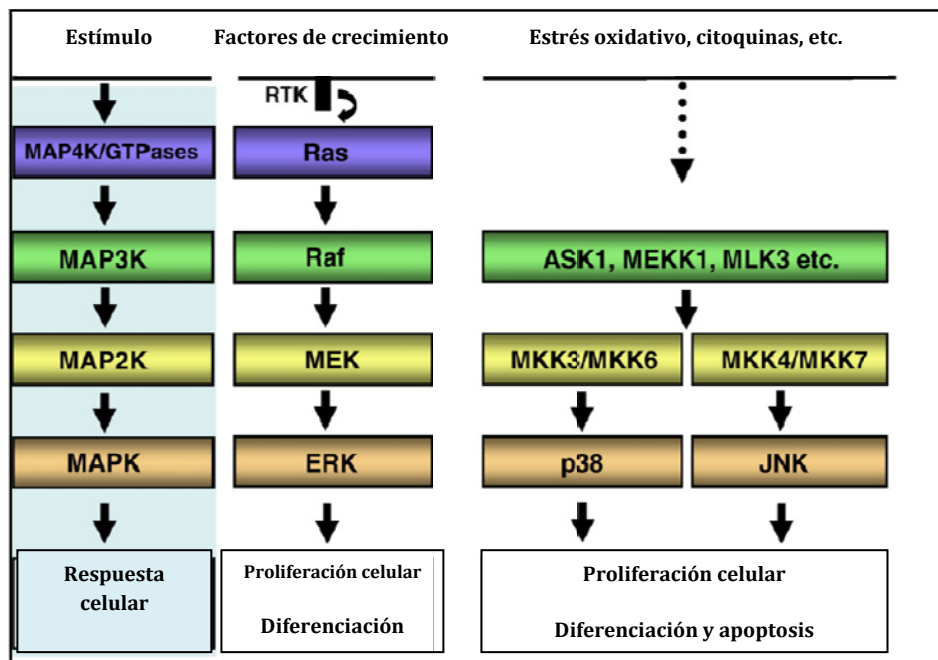 Estímulo
Factores de crecimiento
Estrés oxidativo, citoquinas, etc.
RTK
MAP4K/GTPases
Ras
MAP3K
Raf
ASK1, MEKK1, MLK3 etc.
MAP2K
MEK
MKK3/MKK6
MKK4/MKK7
MAPK
ERK
p38
JNK
Respuesta
celular
Proliferación celular
Diferenciación
Proliferación celular
Diferenciación y apoptosis